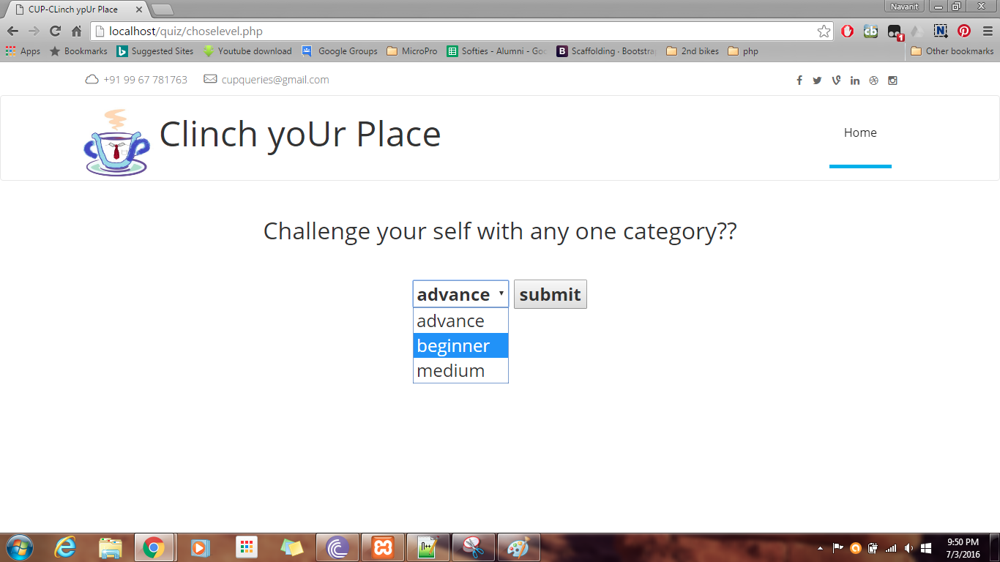 CUP-CLinch ypUr Place
Navanit
localhost/quiz/choselevel.php
1
Apps Bookmarks Suggested Sites Youtube download Google Groups MicroPro Softies - Alumni - Goo Scaffolding · Bootstra 2nd bikes php Other bookmarks
+91 99 67 781763 cupqueries@gmail.com
Clinch yoUr Place
Home
Challenge your self with any one category??
advance submit
advance
beginner
medium
9:50 PM
7/3/2016